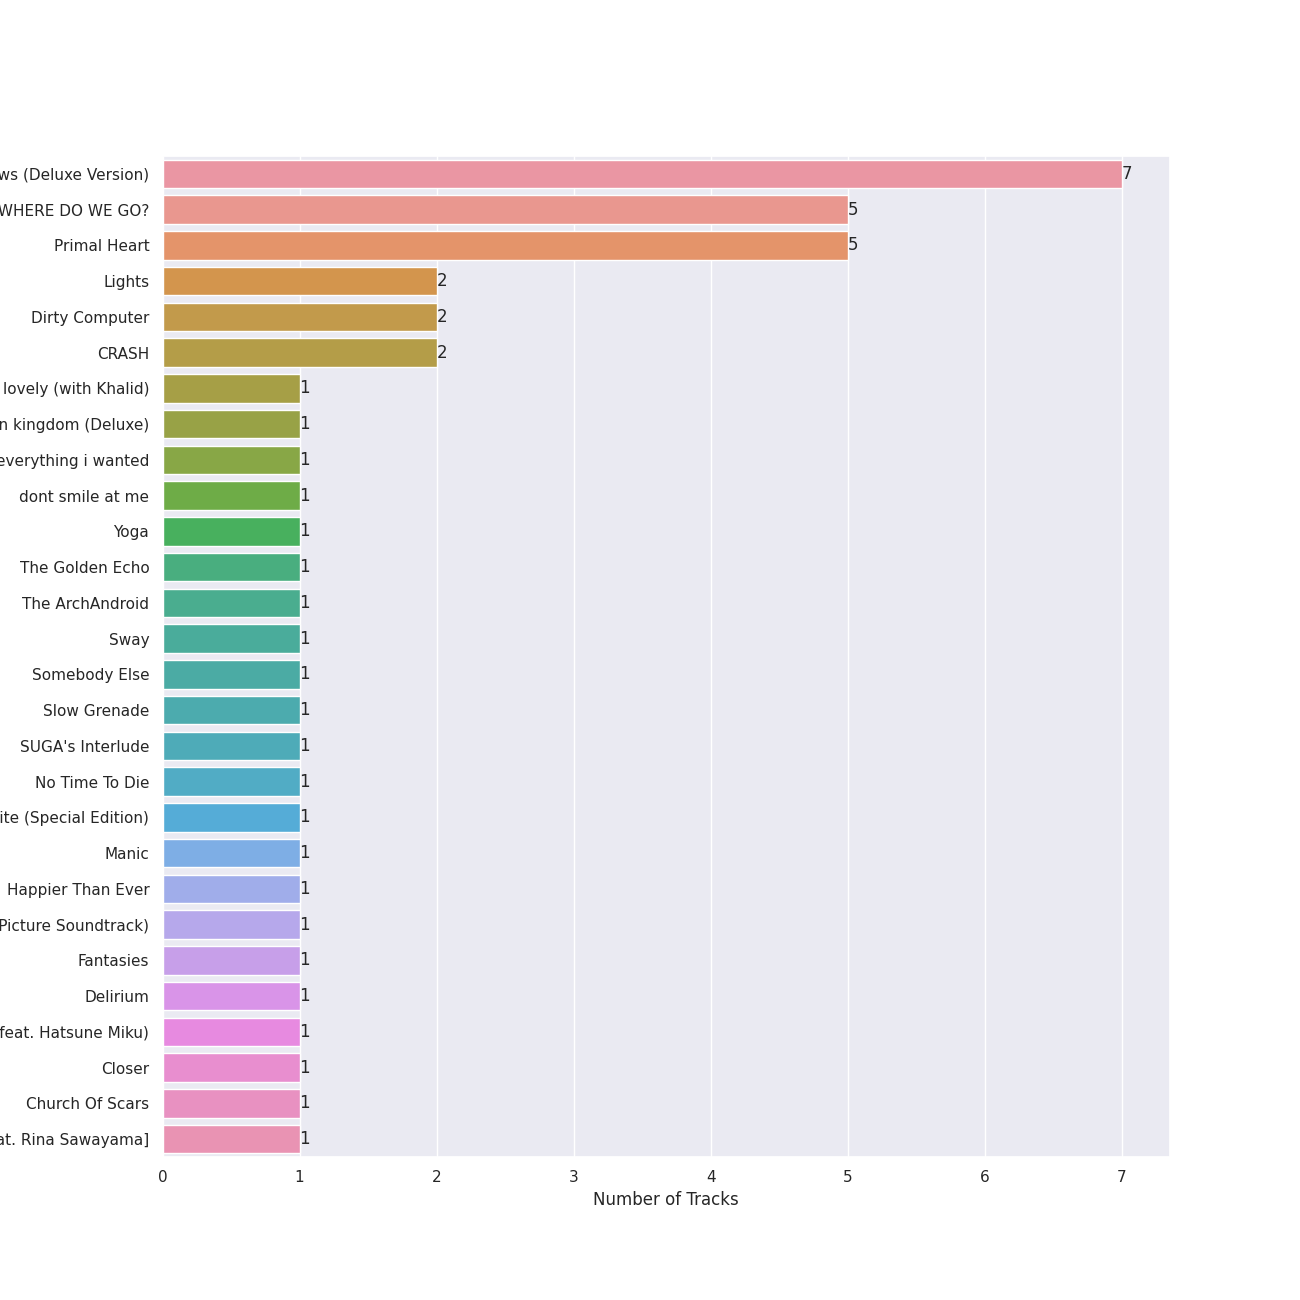 ws (Deluxe Version) 7
WHERE DO WE GO? 5
Primal Heart 5
Lights 2
Dirty Computer 2
CRASH 2
lovely (with Khalid) 1
n kingdom (Deluxe) 1
everything i wanted 1
dont smile at me 1
Yoga 1
The Golden Echo 1
The ArchAndroid 1
Sway 1
Somebody Else 1
Slow Grenade 1
SUGA's Interlude 1
No Time To Die 1
ite (Special Edition) 1
Manic 1
Happier Than Ever 1
Picture Soundtrack) 1
Fantasies 1
Delirium 1
feat. Hatsune Miku) 1
Closer 1
Church Of Scars 1
at. Rina Sawayama] 1
0 1 2 3 4 5 6 7
Number of Tracks